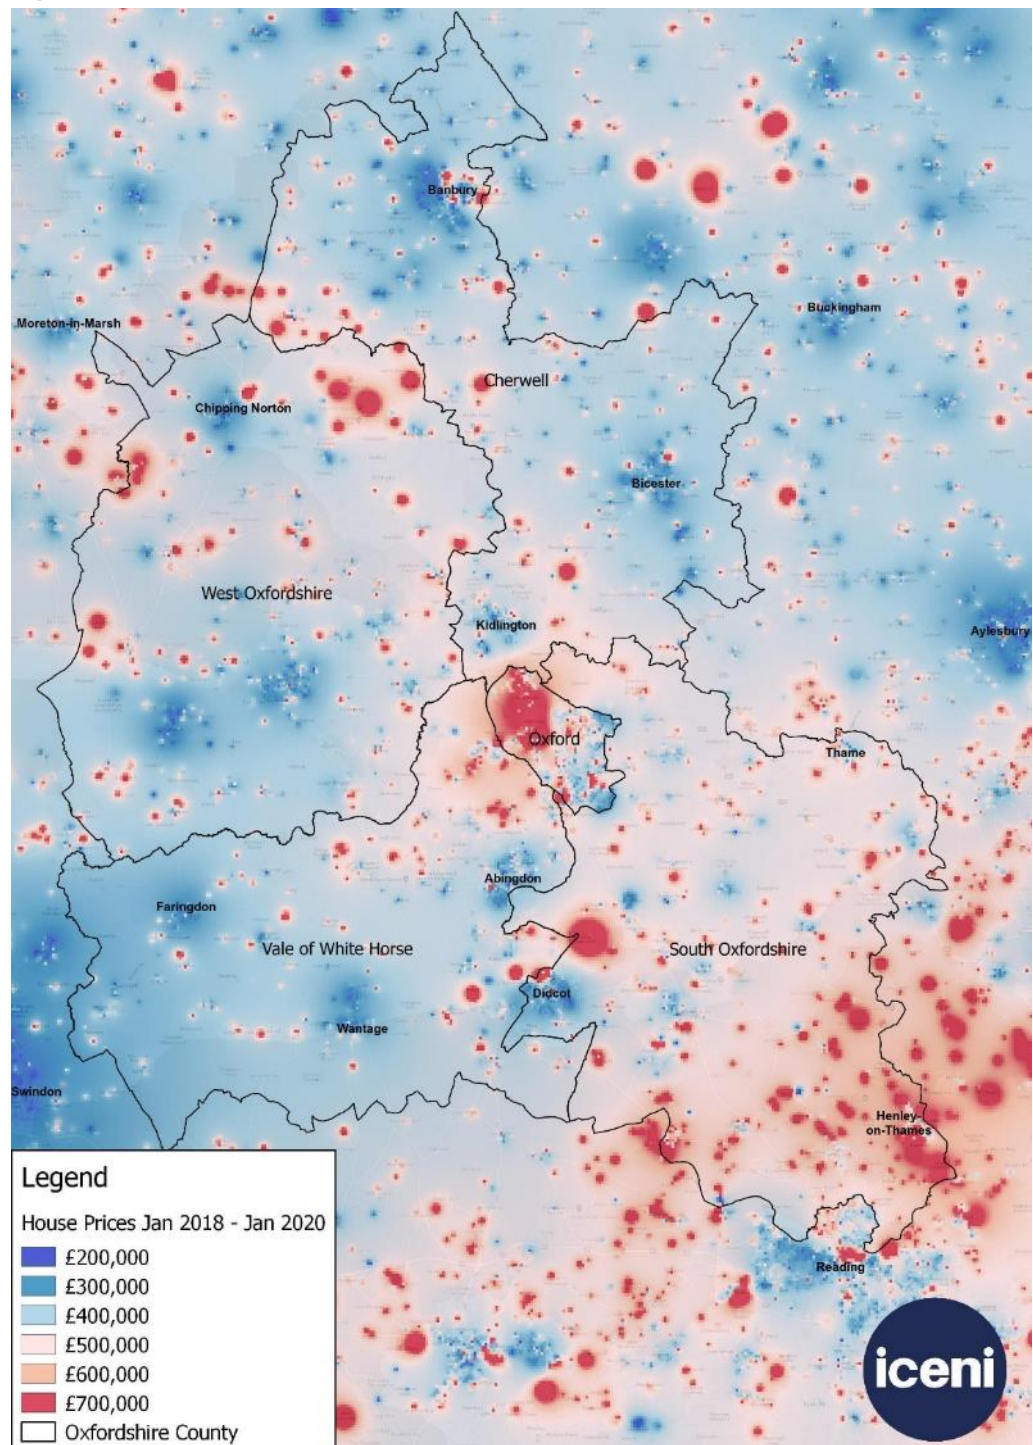 Banbury
Buckingham
Moreton-in-Marsh
Cherwell
Chipping Norton
Bicester
West Oxfordshire
Kidlington
Aylesbury
Oxford
Thame
Abingdon
Faringdon
Vale of White Horse
South Oxfordshire
Didcot
Wantage
Swindon
Henley-
on-Thames
Reading
Legend
House Prices Jan 2018 - Jan 2020
£200,000
£300,000
£400,000
£500,000
£600,000
£700,000
Oxfordshire County
iceni